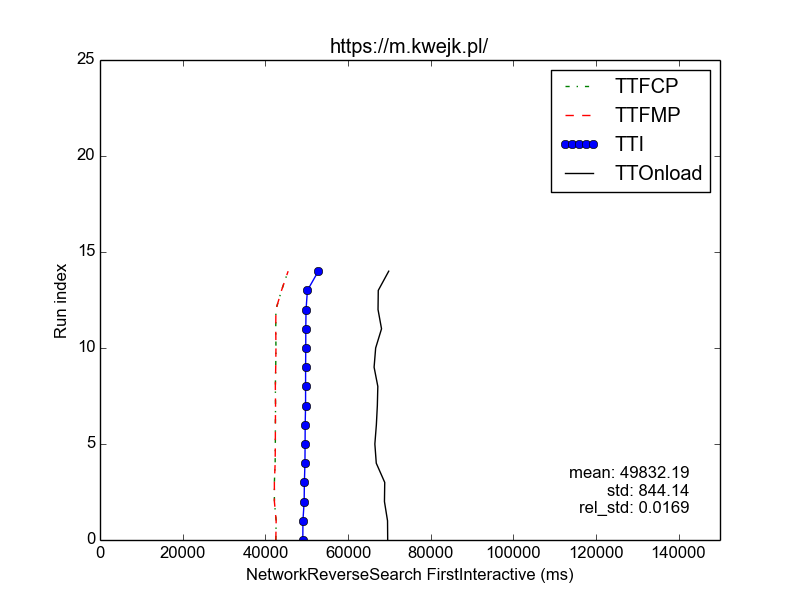 https://m.kwejk.pl/
25
20
15
10
5
0
Run index
TTFCP
TTFMP
TTI
TTOnload
mean: 49832.19
std: 844.14
rel_std: 0.0169
0 20000 40000 60000 80000 100000 120000 140000
NetworkReverseSearch FirstInteractive (ms)